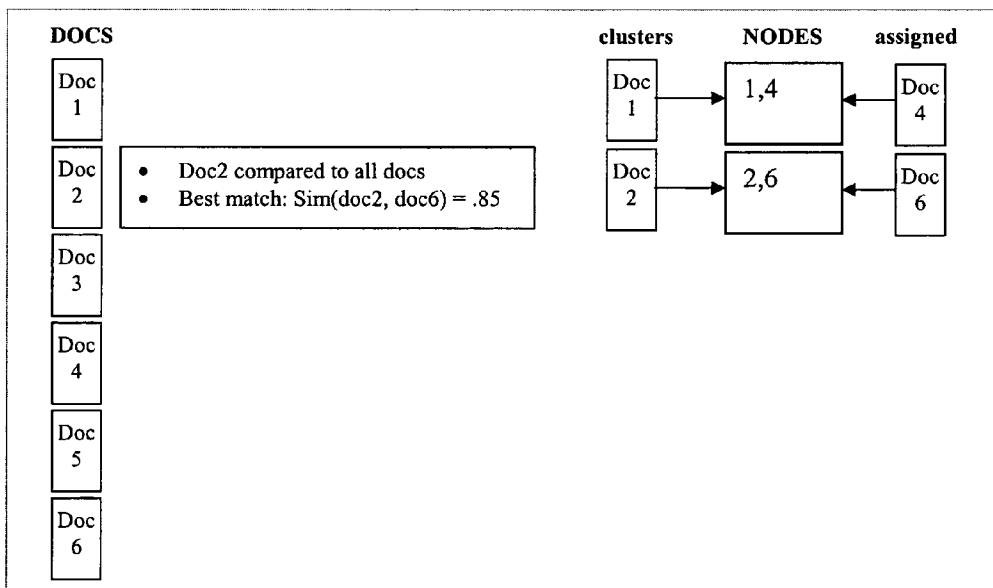 DOCS
Doc
1
Doc
2
• Doc2 compared to all docs
• Best match: Sim(doc2, doc6) = .85
Doc
3
Doc
4
Doc
5
Doc
6
clusters NODES assigned
Doc
1
1,4
Doc
4
Doc
2
2,6
Doc
6